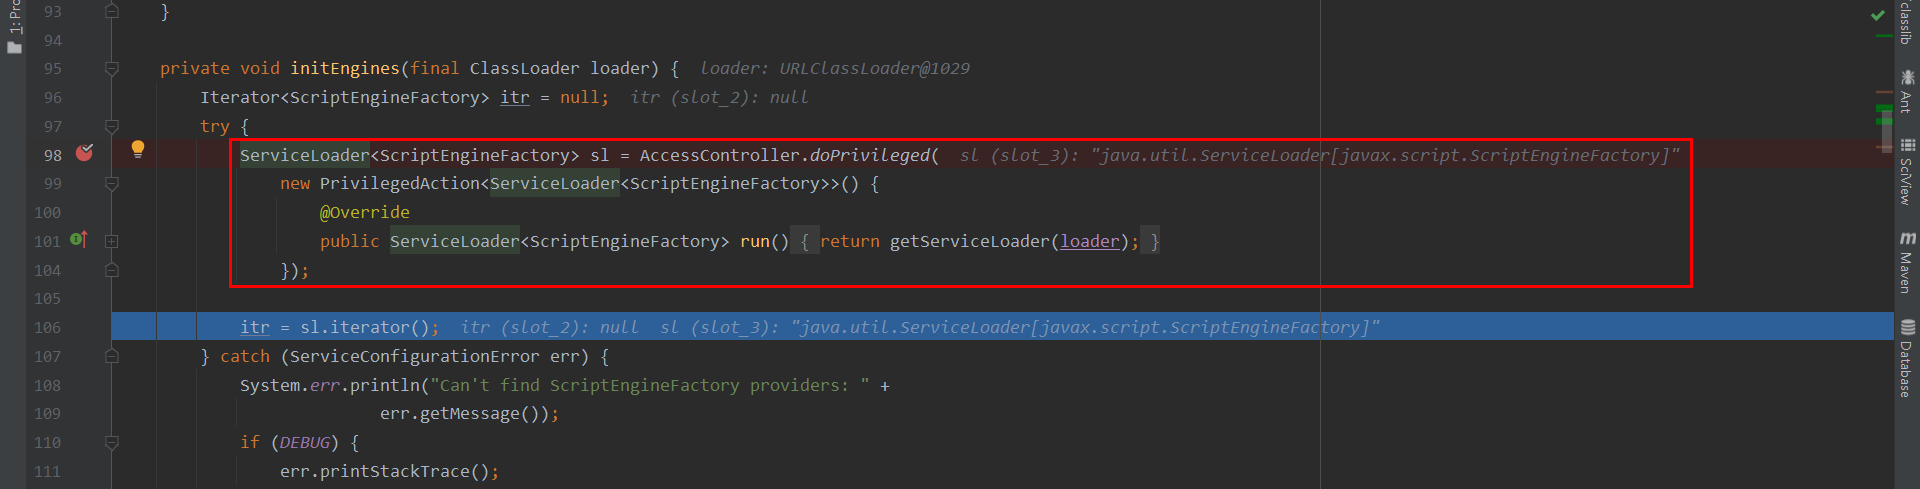 1: Pro
93 }
94
95 private void initEngines(final ClassLoader loader) { loader: URLClassLoader@1029
96 Iterator<ScriptEngineFactory> itr = null; itr (slot_2): null
97 try {
98 ServiceLoader<ScriptEngineFactory> sl = AccessController.doPrivileged( sl (slot_3): "java.util.ServiceLoader[javax.script.ScriptEngineFactory]"
99 new PrivilegedAction<ServiceLoader<ScriptEngineFactory>>() {
100 @Override
101 public ServiceLoader<ScriptEngineFactory> run() { return getServiceLoader(loader); }
104 });
105
106 itr = sl.iterator(); itr (slot_2): null sl (slot_3): "java.util.ServiceLoader[javax.script.ScriptEngineFactory]"
107 } catch (ServiceConfigurationError err) {
108 System.err.println("Can't find ScriptEngineFactory providers: " +
109 err.getMessage());
110 if (DEBUG) {
111 err.printStackTrace();
classlib
Ant
SciView
Maven
Database